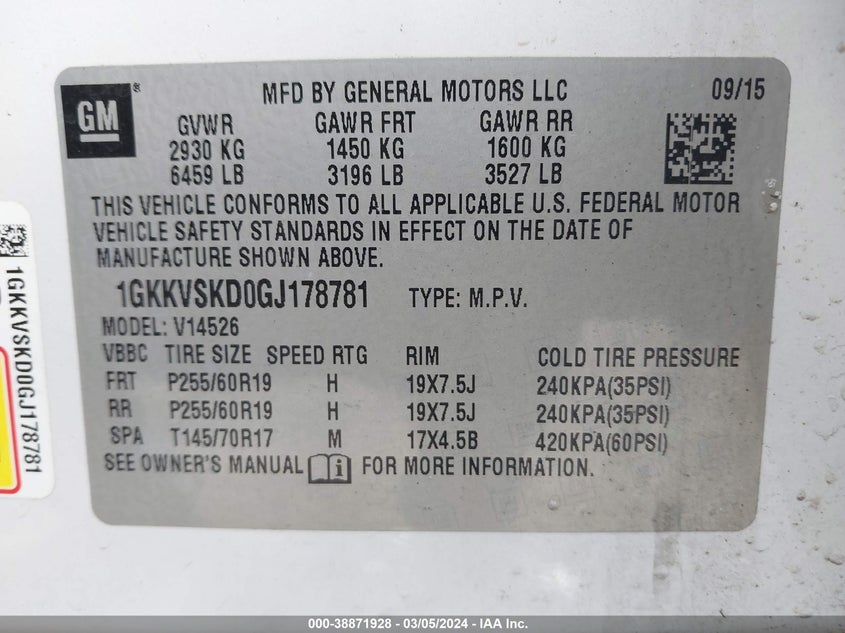 GM ®
MFD BY GENERAL MOTORS LLC 09/15
GVWR GAWR FRT GAWR RR
2930 KG 1450 KG 1600 KG
6459 LB 3196 LB 3527 LB
THIS VEHICLE CONFORMS TO ALL APPLICABLE U.S. FEDERAL MOTOR
VEHICLE SAFETY STANDARDS IN EFFECT ON THE DATE OF
MANUFACTURE SHOWN ABOVE.
1GKKVSKD0GJ178781 TYPE: M.P.V.
MODEL: V14526
VBBC TIRE SIZE SPEED RTG RIM COLD TIRE PRESSURE
FRT P255/60R19 H 19X7.5J 240KPA(35PSI)
RR P255/60R19 H 19X7.5J 240KPA(35PSI)
SPA T145/70R17 M 17X4.5B 420KPA(60PSI)
SEE OWNER'S MANUAL i FOR MORE INFORMATION.
1GKKVSKD0GJ178781
000-38871928 - 03/05/2024 - IAA Inc.